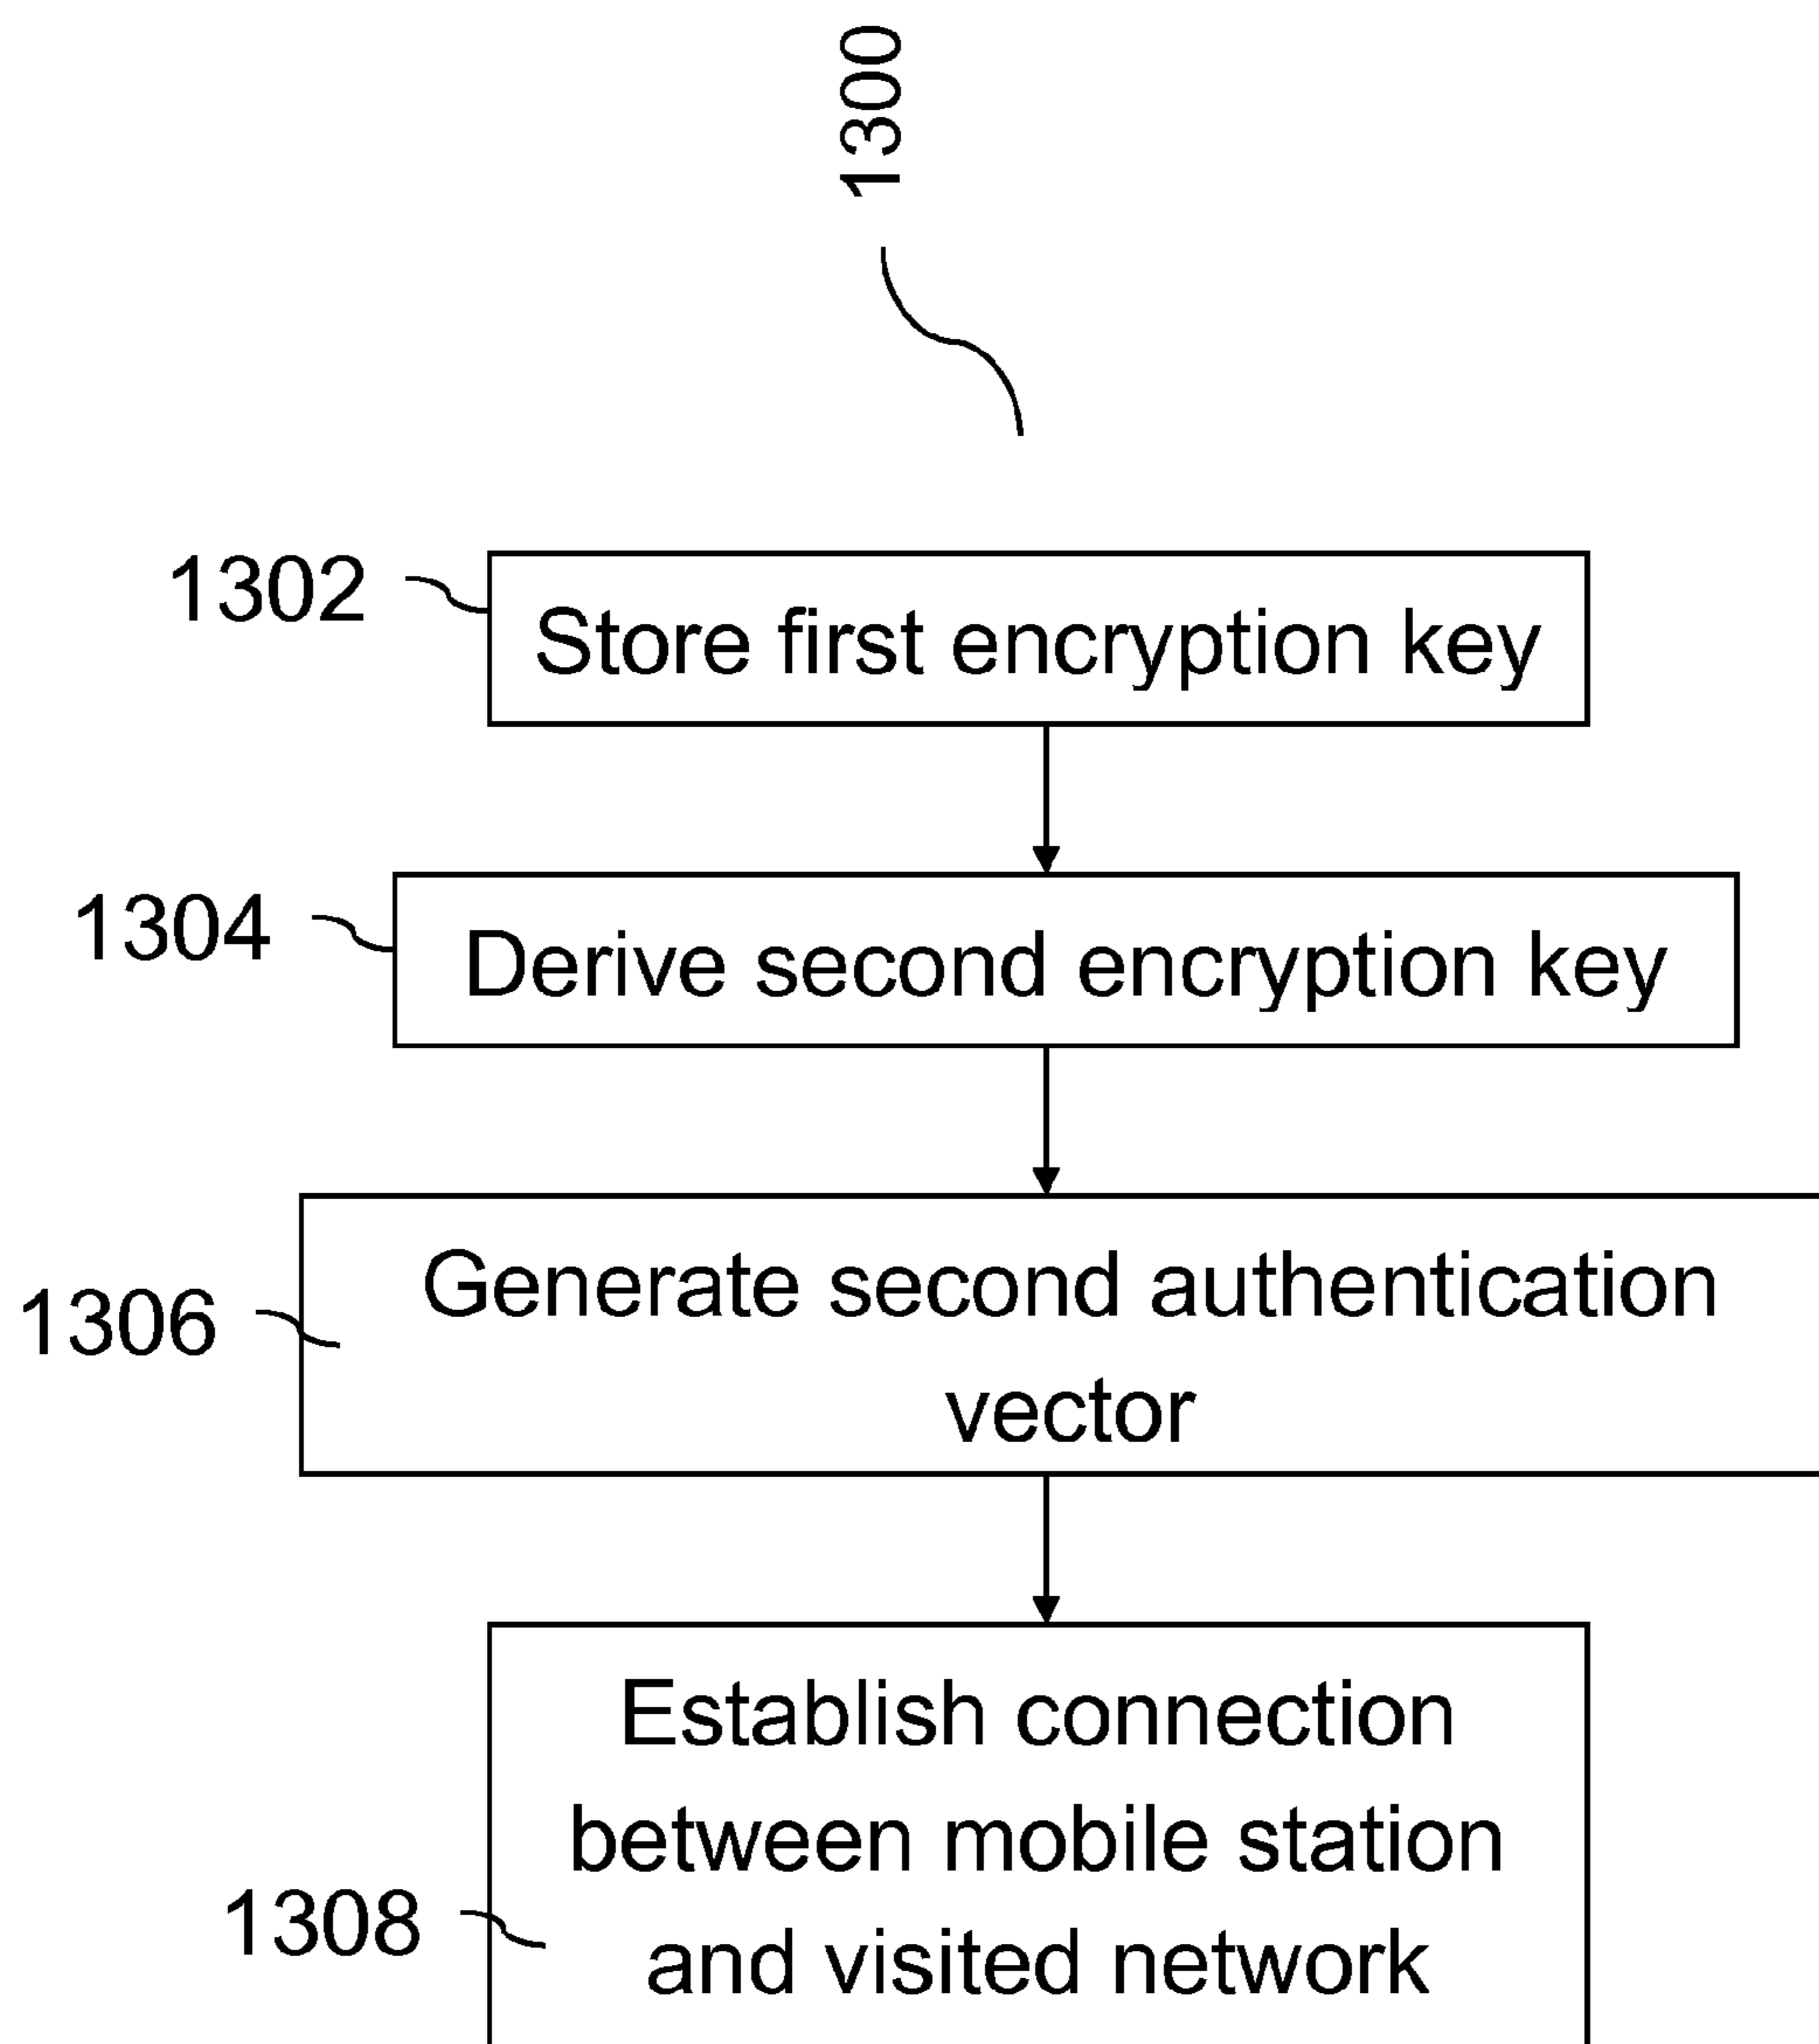 1300
1302
Store first encryption key
1304
Derive second encryption key
1306
Generate second authentication
vector
Establish connection
between mobile station
1308
and visited network